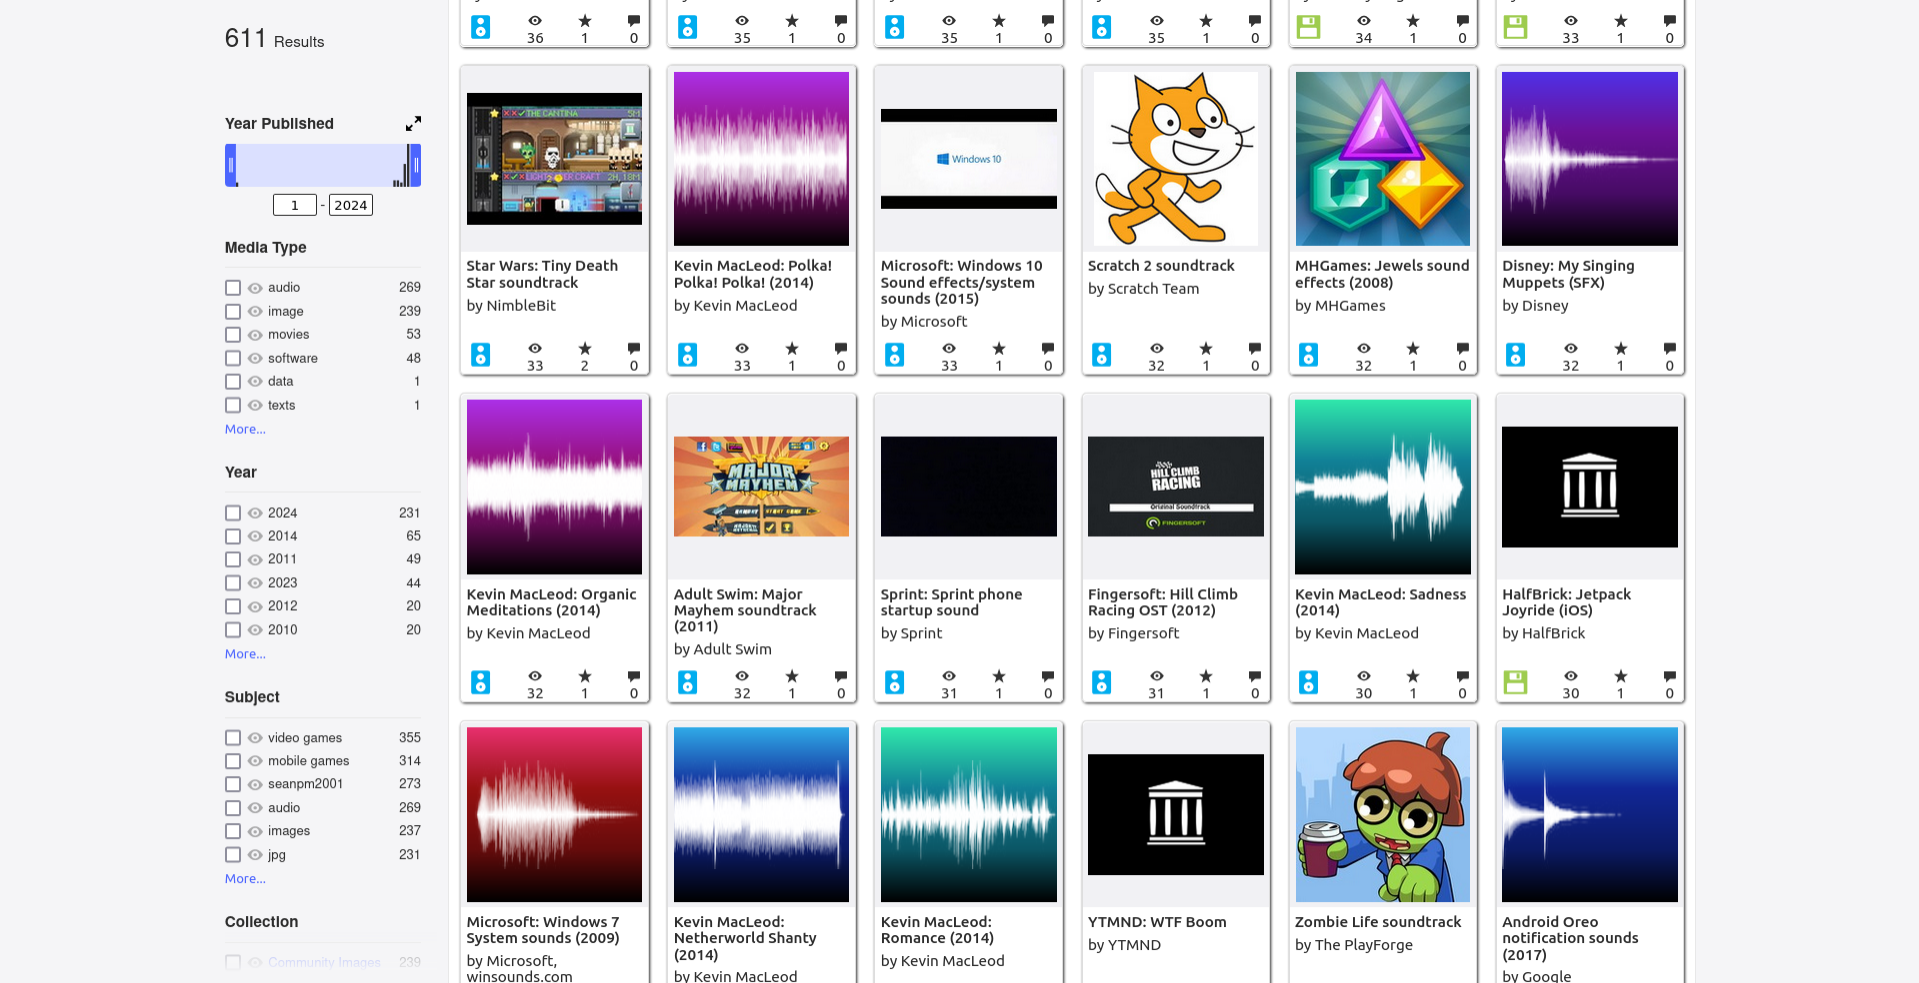 611 Results
Year Published
1 - 2024
Media Type
audio 269
image 239
movies 53
software 48
data 1
texts 1
More...
Year
2024 231
2014 65
2011 49
2023 44
2012 20
2010 20
More...
Subject
video games 355
mobile games 314
seanpm2001 273
audio 269
images 237
jpg 231
More...
Collection
Community Images 239
36 1 0
35 1 0
35 1 0
35 1 0
34 1 0
33 1 0
THE CANTINA 5M
2H, 18M
Star Wars: Tiny Death
Star soundtrack
by NimbleBit
33 2 0
Kevin MacLeod: Polka!
Polka! Polka! (2014)
by Kevin MacLeod
33 1 0
Windows 10
Microsoft: Windows 10
Sound effects/system
sounds (2015)
by Microsoft
33 1 0
Scratch 2 soundtrack
by Scratch Team
32 1 0
MHGames: Jewels sound
effects (2008)
by MHGames
32 1 0
Disney: My Singing
Muppets (SFX)
by Disney
32 1 0
Kevin MacLeod: Organic
Meditations (2014)
by Kevin MacLeod
32 1 0
MAJOR
MAYHEM
Adult Swim: Major
Mayhem soundtrack
(2011)
by Adult Swim
32 1 0
Sprint: Sprint phone
startup sound
by Sprint
31 1 0
HILL CLIMB
RACING
Original Soundtrack
FINGERSOFT
Fingersoft: Hill Climb
Racing OST (2012)
by Fingersoft
31 1 0
Kevin MacLeod: Sadness
(2014)
by Kevin MacLeod
30 1 0
HalfBrick: Jetpack
Joyride (iOS)
by HalfBrick
30 1 0
Microsoft: Windows 7
System sounds (2009)
by Microsoft,
winsounds.com
Kevin MacLeod:
Netherworld Shanty
(2014)
by Kevin MacLeod
Kevin MacLeod:
Romance (2014)
by Kevin MacLeod
YTMND: WTF Boom
by YTMND
Zombie Life soundtrack
by The PlayForge
Android Oreo
notification sounds
(2017)
by Google